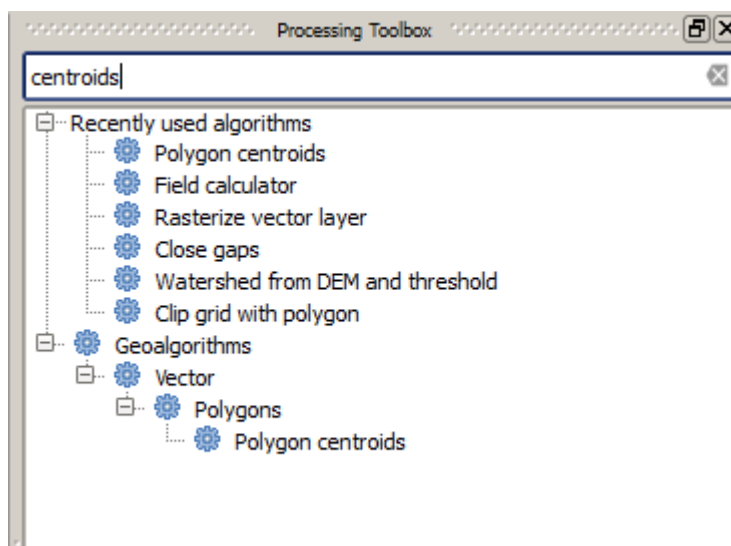 Processing Toolbox
centroids
Recently used algorithms
Polygon centroids
Field calculator
Rasterize vector layer
Close gaps
Watershed from DEM and threshold
Clip grid with polygon
Geoalgorithms
Vector
Polygons
Polygon centroids